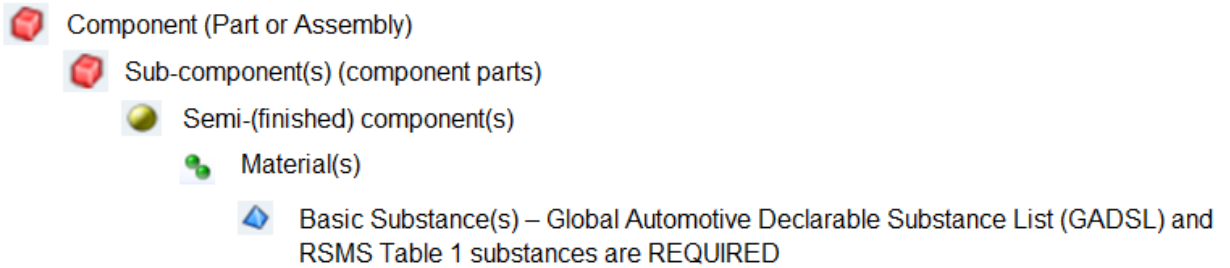 Component (Part or Assembly)
Sub-component(s) (component parts)
Semi-(finished) component(s)
Material(s)
Basic Substance(s) – Global Automotive Declarable Substance List (GADSL) and
RSMS Table 1 substances are REQUIRED